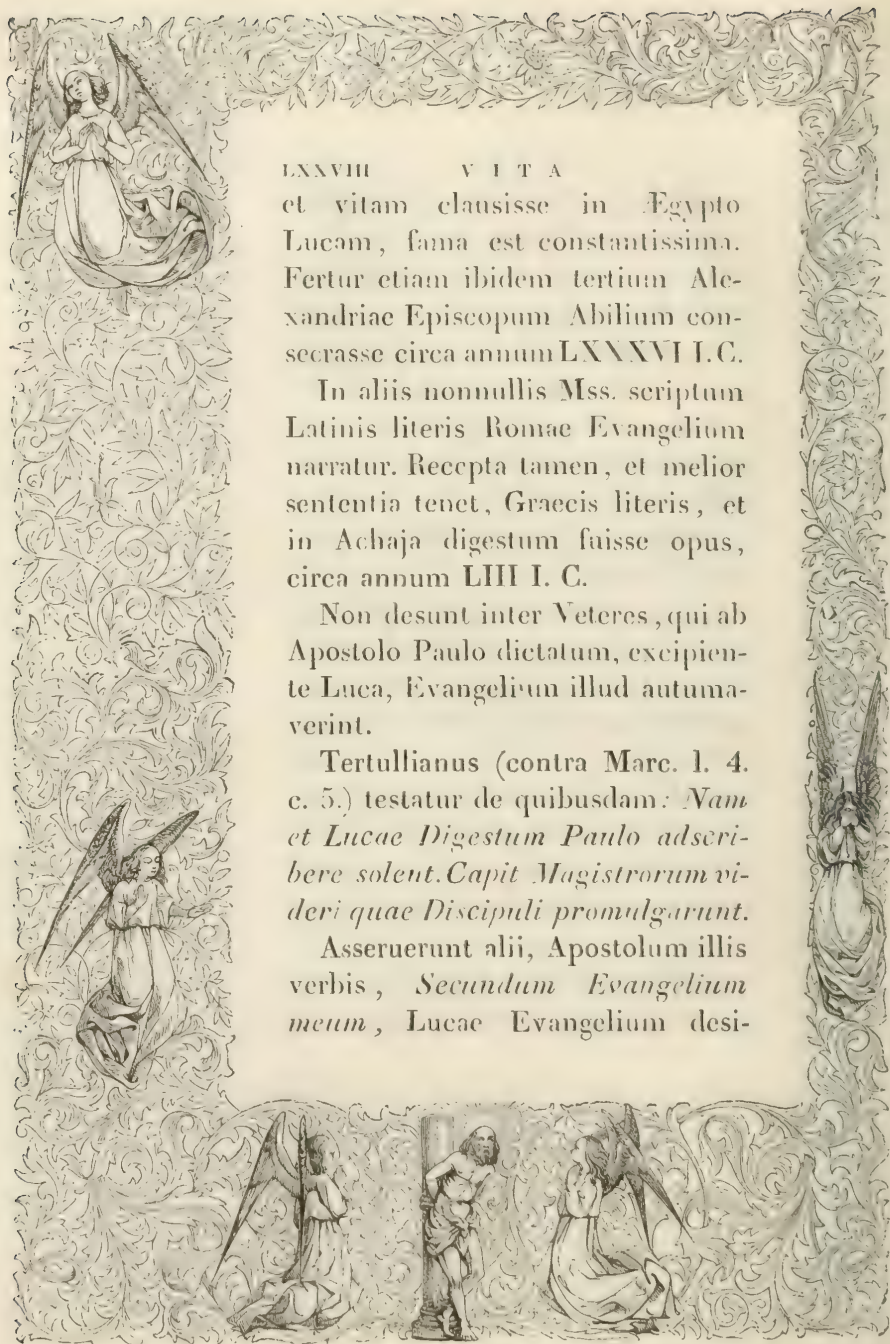 LXXVIII VITA
et vitam clausisse in Ægypto
Lucam, fama est constantissima.
Fertur etiam ibidem tertium Ale-
xandriae Episcopum Abilium con-
secrasse circa annum LXXXVI I.C.
In aliis nonnullis Mss. scriptum
Latinis literis Romae Evangelium
narratur. Recepta tamen, et melior
sententia tenet, Graecis literis, et
in Achaja digestum fuisse opus,
circa annum LIII I. C.
Non desunt inter Veteres, qui ab
Apostolo Paulo dictatum, excipien-
te Luca, Evangelium illud autuma-
verint.
Tertullianus (contra Marc. l. 4.
c. 5.) testatur de quibusdam: Nam
et Lucae Digestum Paulo adscri-
bere solent. Capit Magistrorum vi-
deri quae Discipuli promulgarunt.
Asseruerunt alii, Apostolum illis
verbis, Secundum Evangelium
meum, Lucae Evangelium desi-